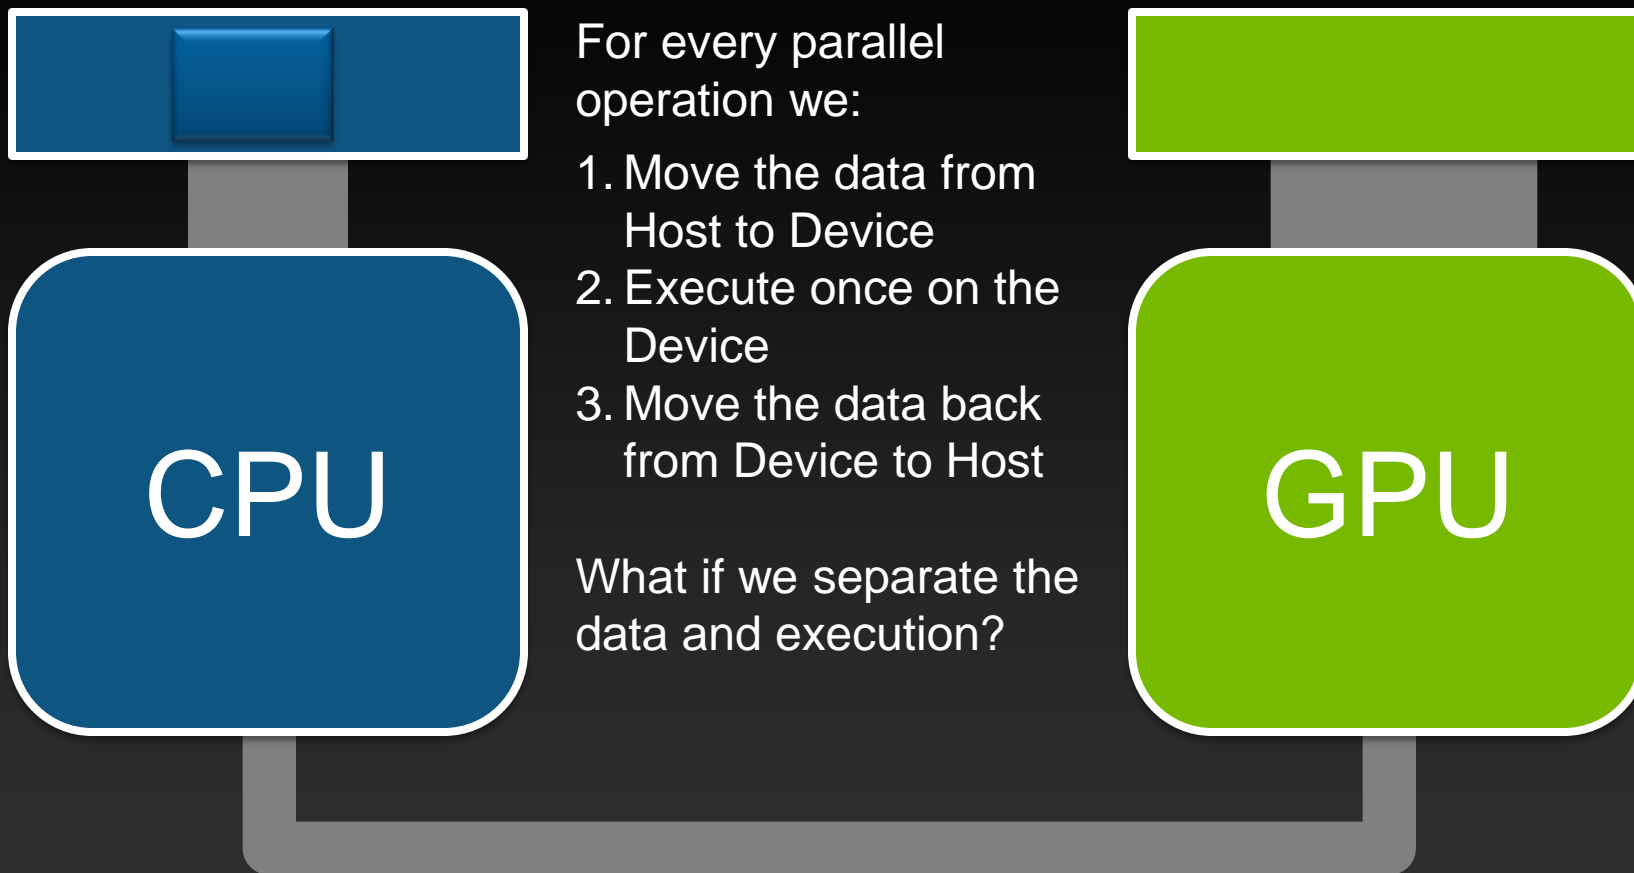 For every parallel
operation we:
1. Move the data from
Host to Device
2. Execute once on the
Device
3. Move the data back
from Device to Host
What if we separate the
data and execution?
CPU
GPU